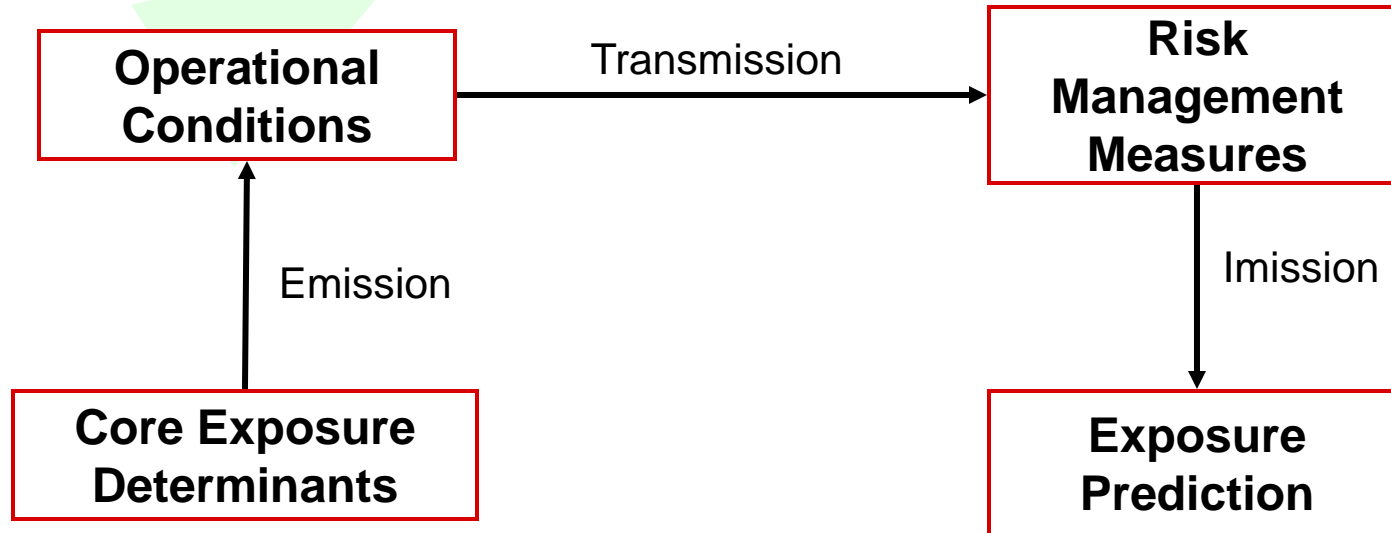 Operational
Conditions
Transmission
Risk
Management
Measures
Emission
Imission
Core Exposure
Determinants
Exposure
Prediction